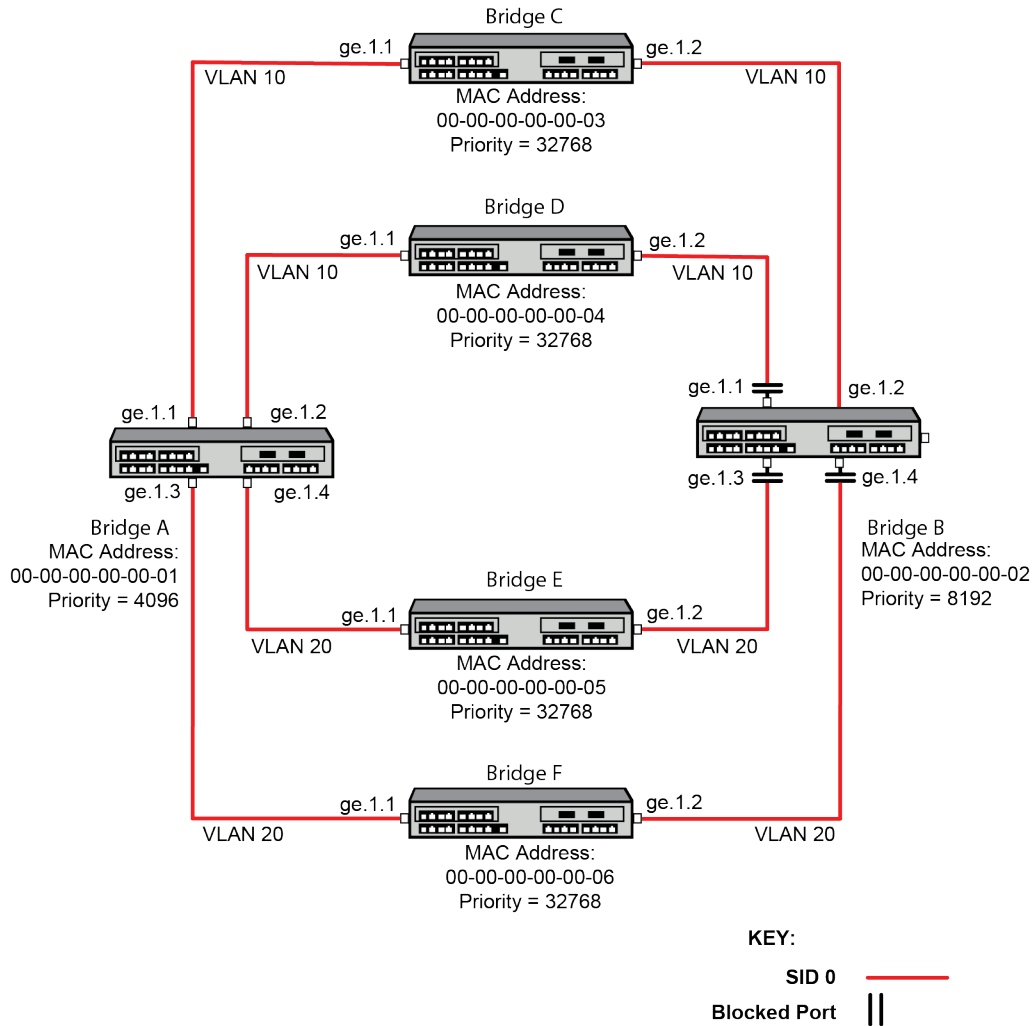 Bridge C
ge.1.1
ge.1.2
VLAN 10
VLAN 10
MAC Address:
00-00-00-00-00-03
Priority = 32768
Bridge D
ge.1.1
ge.1.2
VLAN 10
VLAN 10
MAC Address:
00-00-00-00-00-04
Priority = 32768
ge.1.1
ge.1.2
ge.1.3
ge.1.4
Bridge A
MAC Address:
00-00-00-00-00-01
Priority = 4096
ge.1.1
ge.1.2
ge.1.3
ge.1.4
Bridge B
MAC Address:
00-00-00-00-00-02
Priority = 8192
Bridge E
ge.1.1
ge.1.2
VLAN 20
VLAN 20
MAC Address:
00-00-00-00-00-05
Priority = 32768
Bridge F
ge.1.1
ge.1.2
VLAN 20
VLAN 20
MAC Address:
00-00-00-00-00-06
Priority = 32768
KEY:
SID 0
Blocked Port